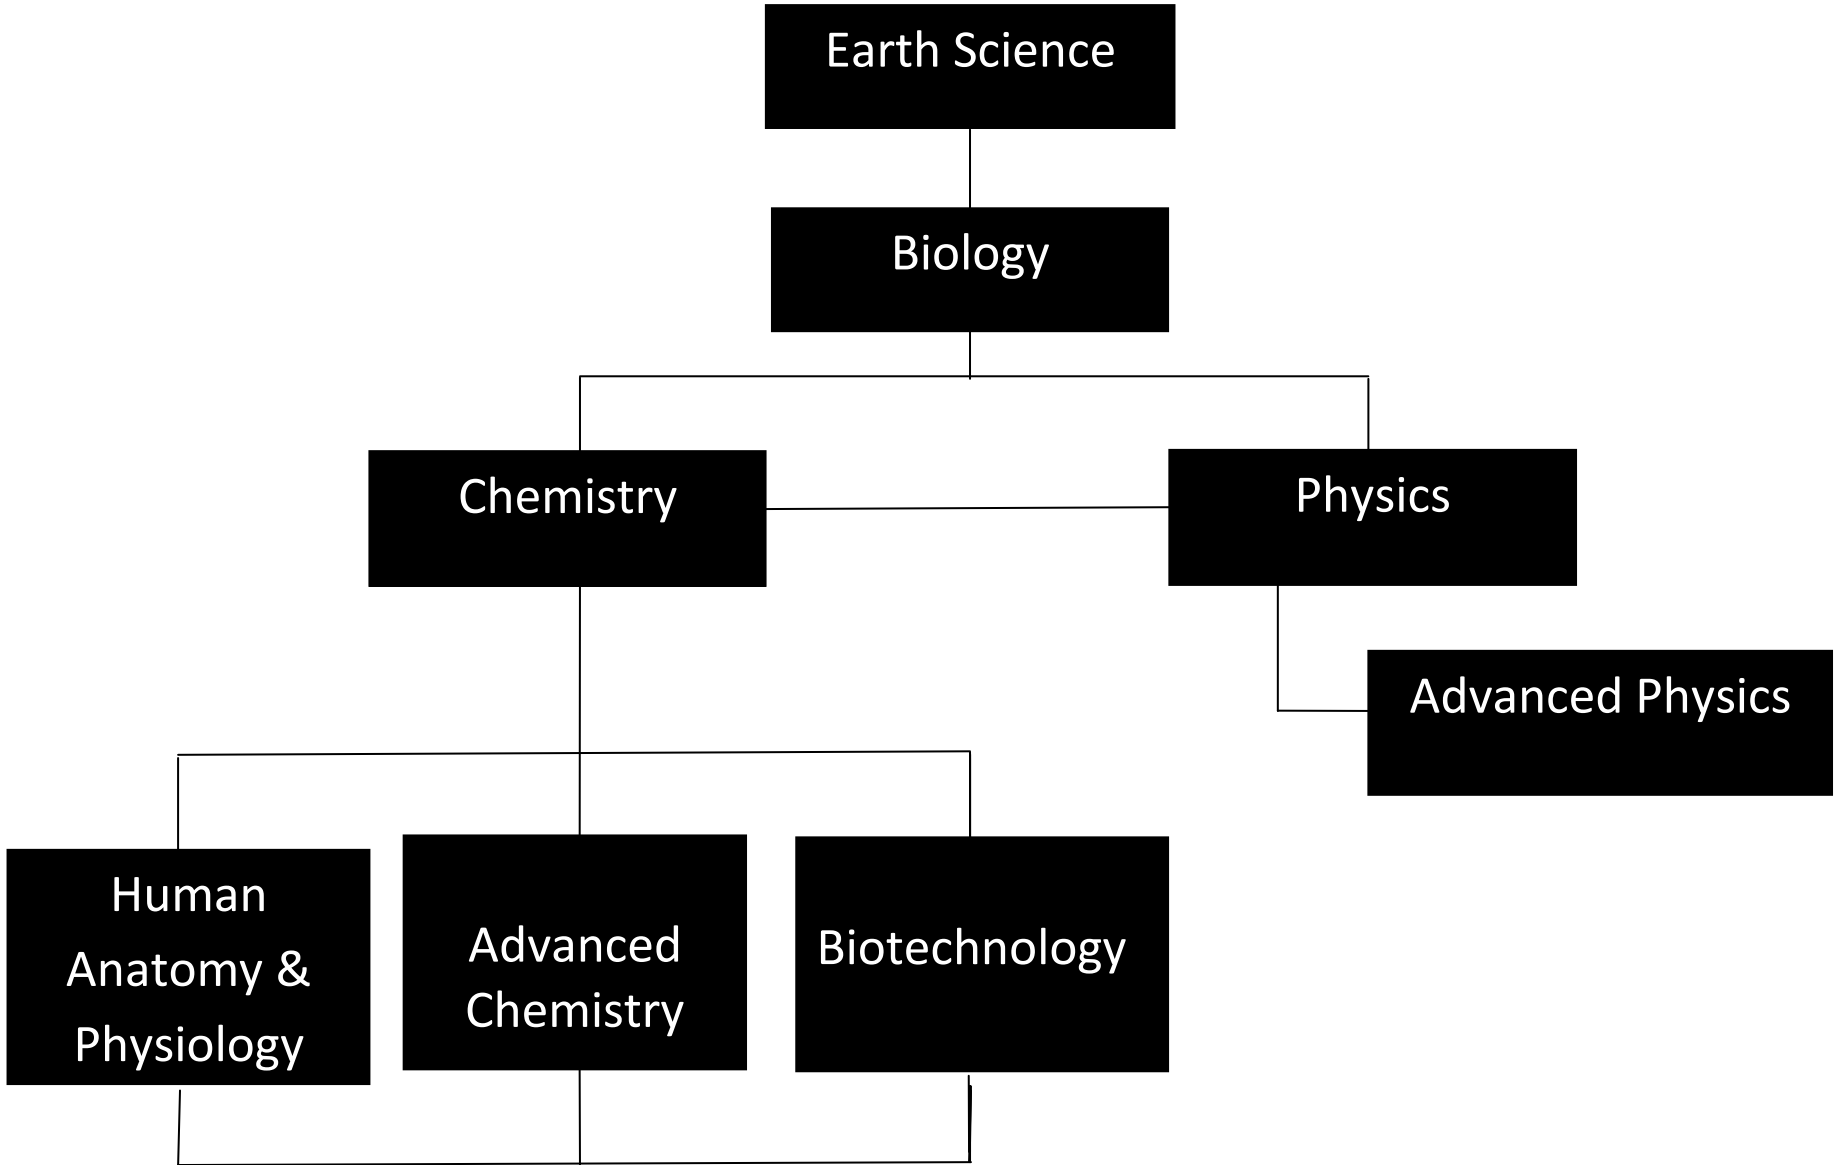 Earth Science
Biology
Chemistry
Physics
Advanced Physics
Human
Anatomy &
Physiology
Advanced
Chemistry
Biotechnology